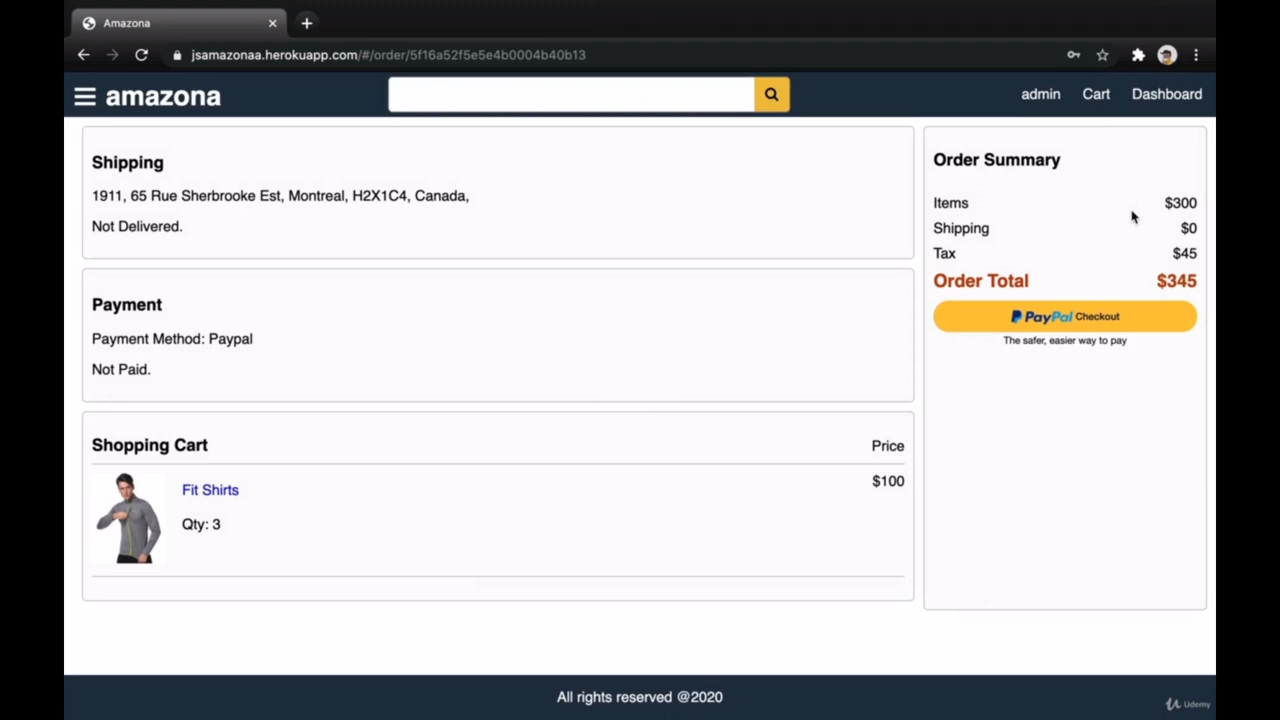 Amazona
jsamazonaa.herokuapp.com/#/order/5f16a52f5e5e4b0004b40b13
amazona
admin Cart Dashboard
Shipping
1911, 65 Rue Sherbrooke Est, Montreal, H2X1C4, Canada,
Not Delivered.
Payment
Payment Method: Paypal
Not Paid.
Shopping Cart Price
Fit Shirts $100
Qty: 3
Order Summary
Items $300
Shipping $0
Tax $45
Order Total $345
PayPal Checkout
The safer, easier way to pay
All rights reserved @2020
Udemy